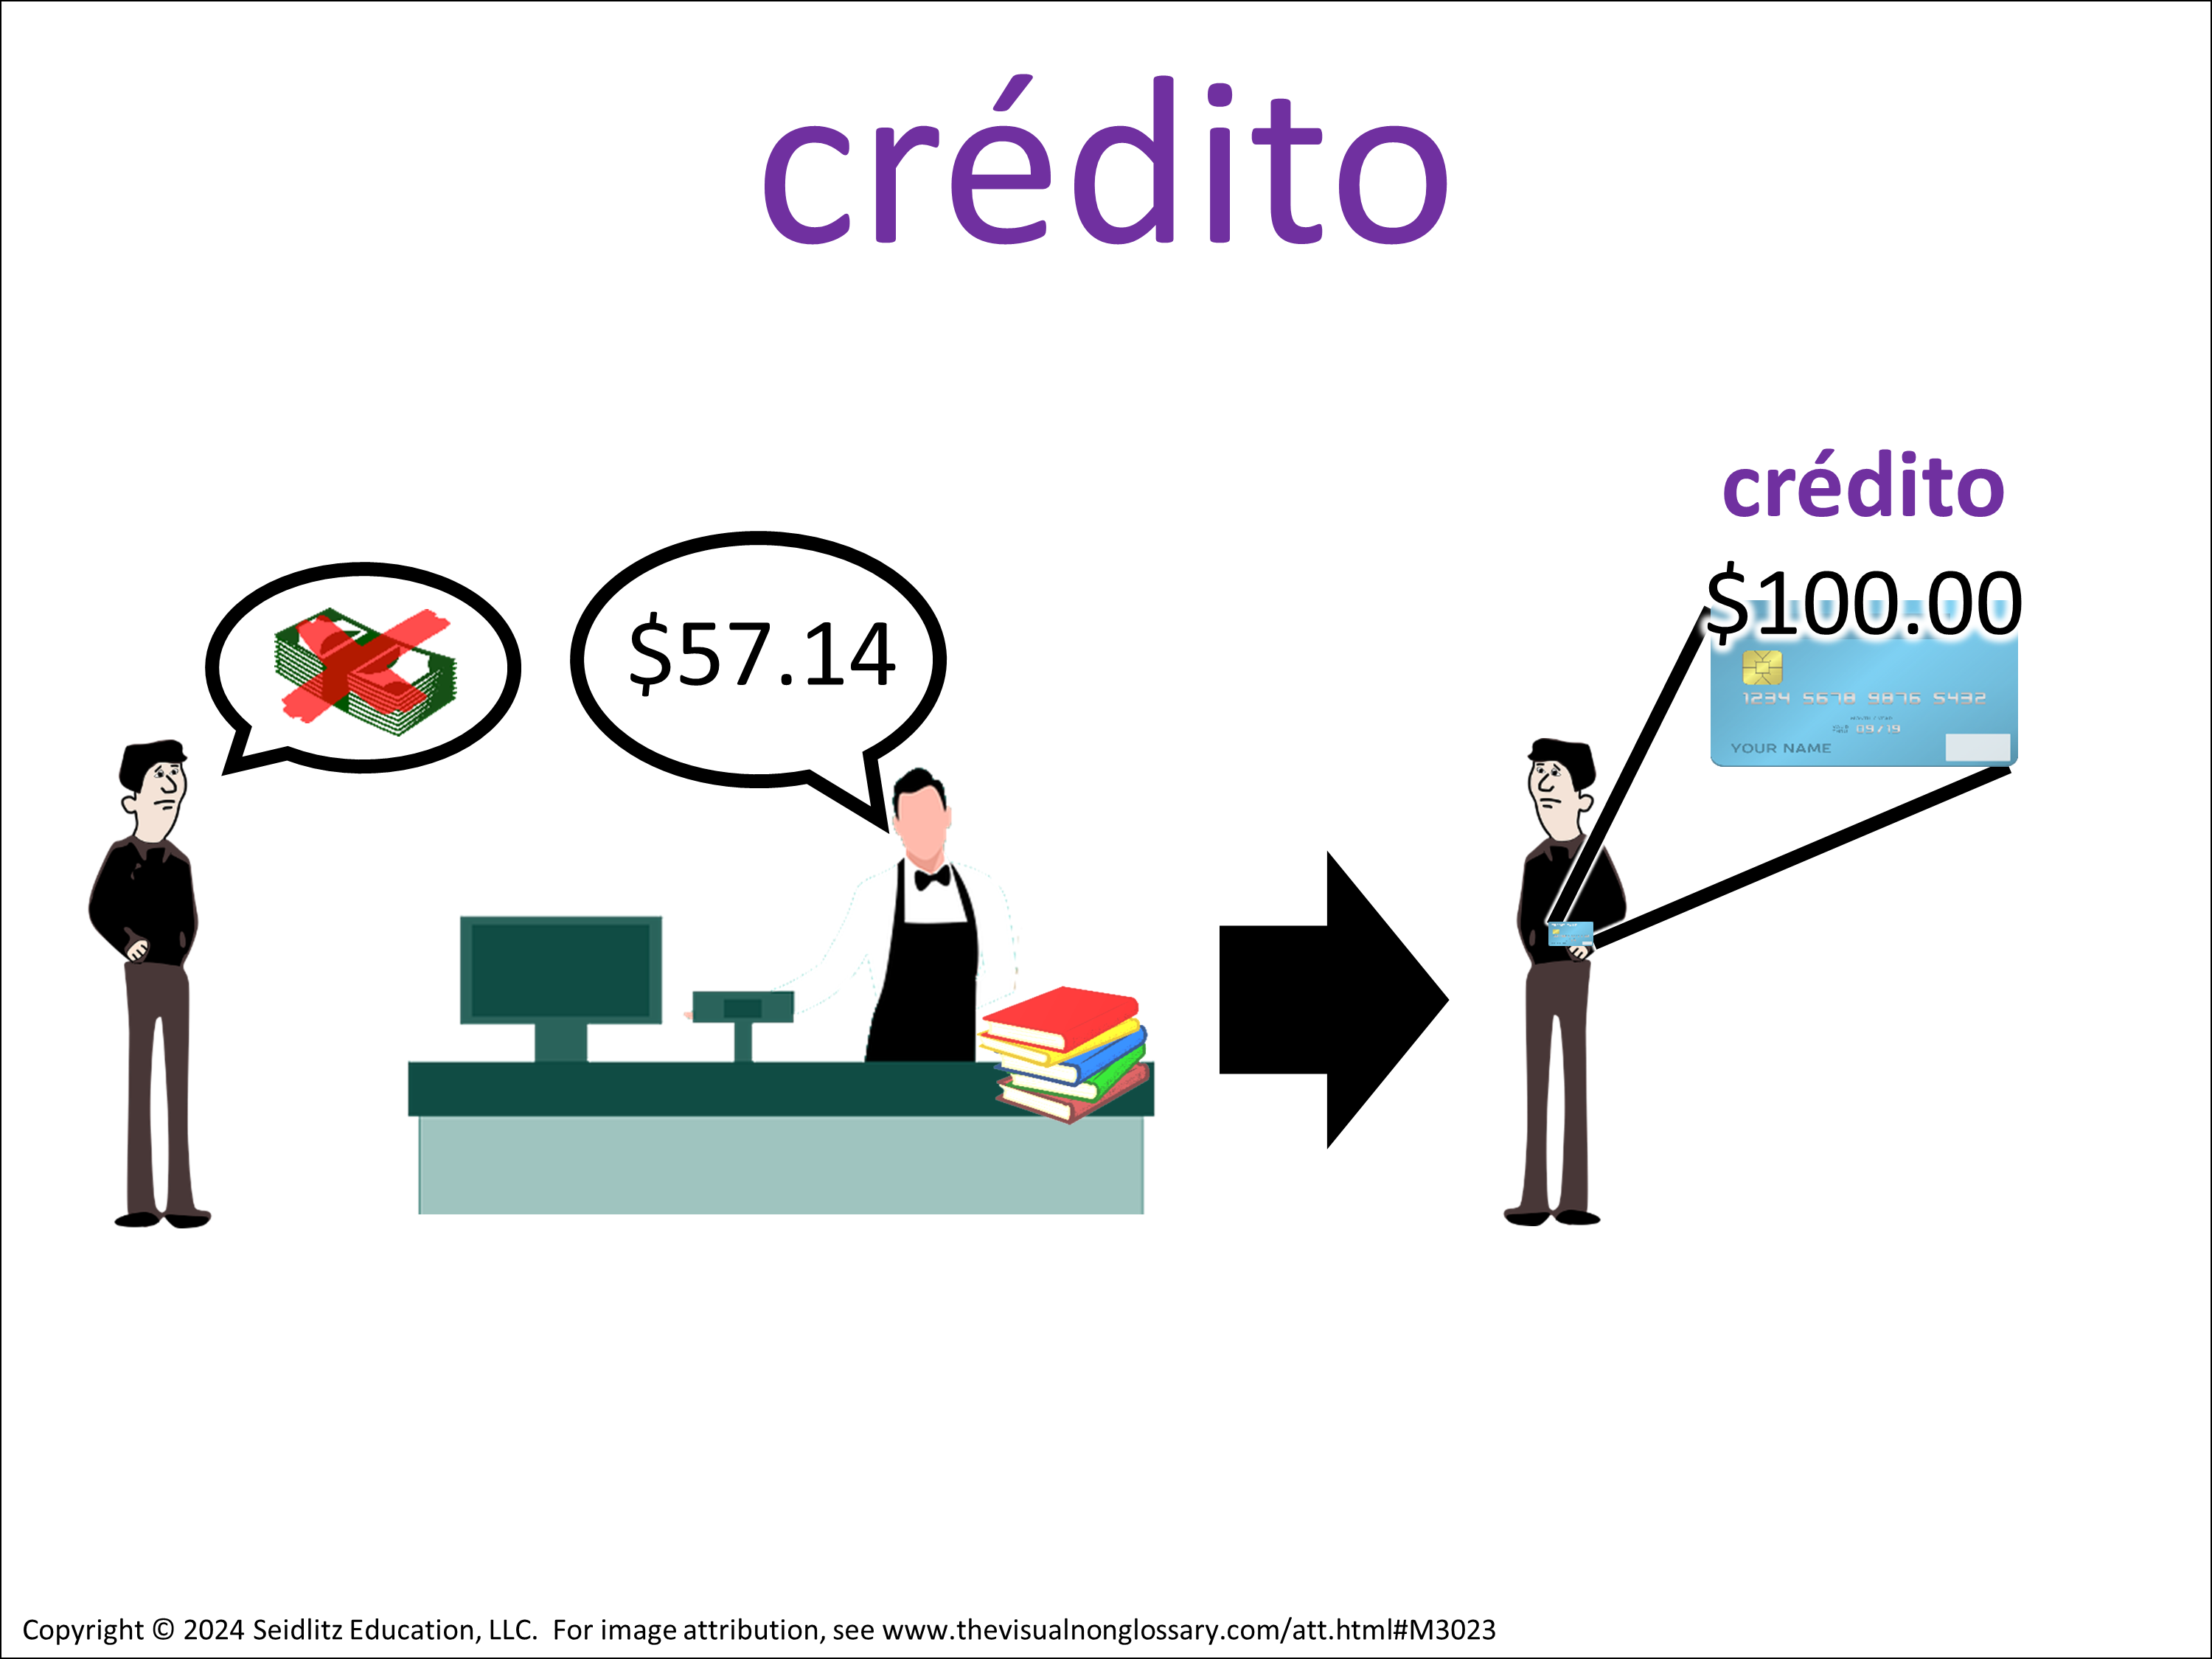 crédito
crédito
$57.14
$100.00
1234 5678 9876 5432
09/19
YOUR NAME
Copyright © 2024 Seidlitz Education, LLC.  For image attribution, see www.thevisualnonglossary.com/att.html#M3023